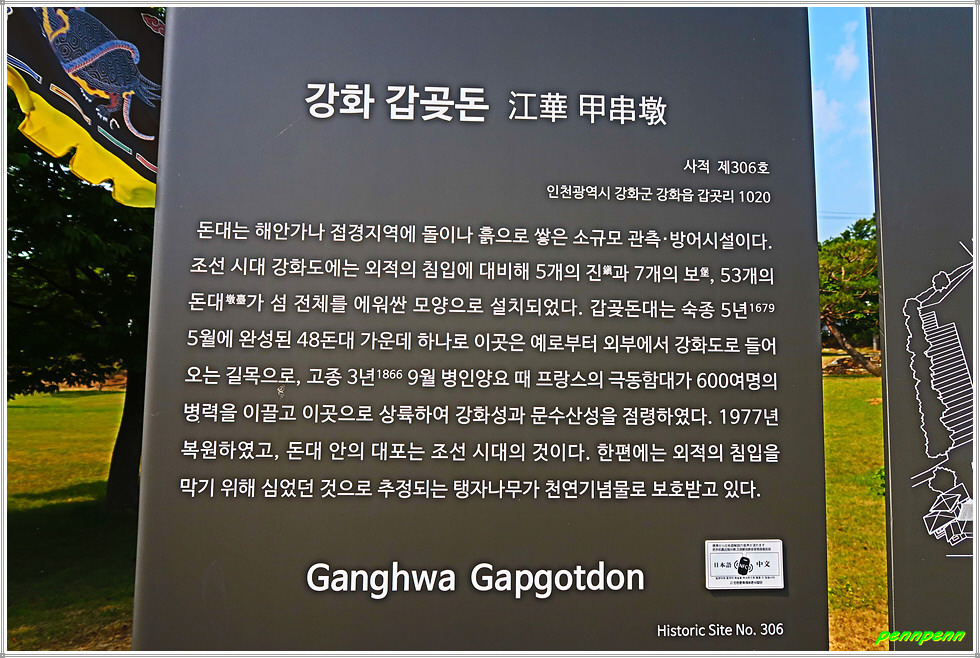 강화 갑곶돈 江華 甲串墩
사적 제306호
인천광역시 강화군 강화읍 갑곳리 1020
돈대는 해안가나 접경지역에 돌이나 흙으로 쌓은 소규모 관측·방어시설이다.
조선 시대 강화도에는 외적의 침입에 대비해 5개의 진鎭과 7개의 보堡, 53개의
돈대墩臺가 섬 전체를 에워싼 모양으로 설치되었다. 갑곶돈대는 숙종 5년1679
5월에 완성된 48돈대 가운데 하나로 이곳은 예로부터 외부에서 강화도로 들어
오는 길목으로, 고종 3년1866 9월 병인양요 때 프랑스의 극동함대가 600여명의
병력을 이끌고 이곳으로 상륙하여 강화성과 문수산성을 점령하였다. 1977년
복원하였고, 돈대 안의 대포는 조선 시대의 것이다. 한편에는 외적의 침입을
막기 위해 심었던 것으로 추정되는 탱자나무가 천연기념물로 보호받고 있다.
日本語 NFC 中文
Ganghwa Gapgotdon
Historic Site No. 306
pennpenn